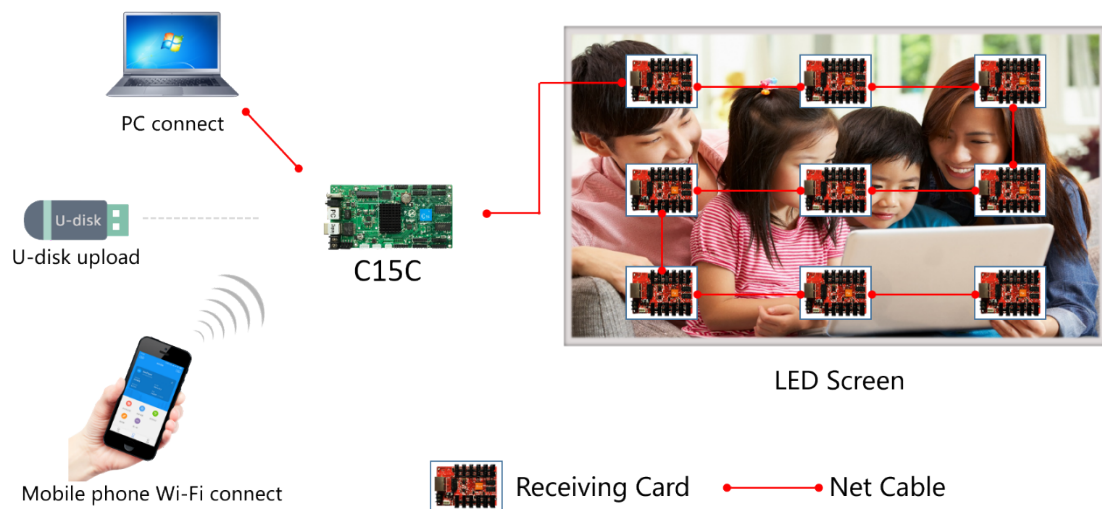 PC connect
U-disk
U-disk upload
C15C
Mobile phone Wi-Fi connect
LED Screen
Receiving Card
Net Cable